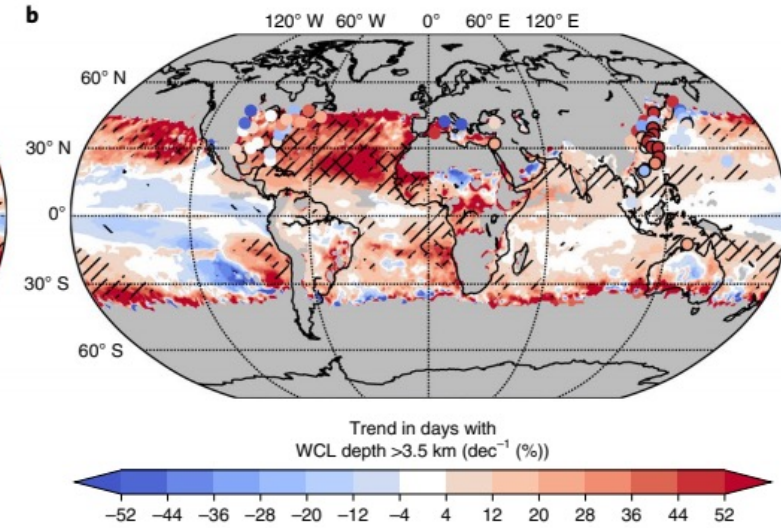 b
120° W 60° W 0° 60° E 120° E
60° N
30° N
0°
30° S
60° S
Trend in days with
WCL depth >3.5 km (dec⁻¹ (%))
–52 –44 –36 –28 –20 –12 –4 4 12 20 28 36 44 52